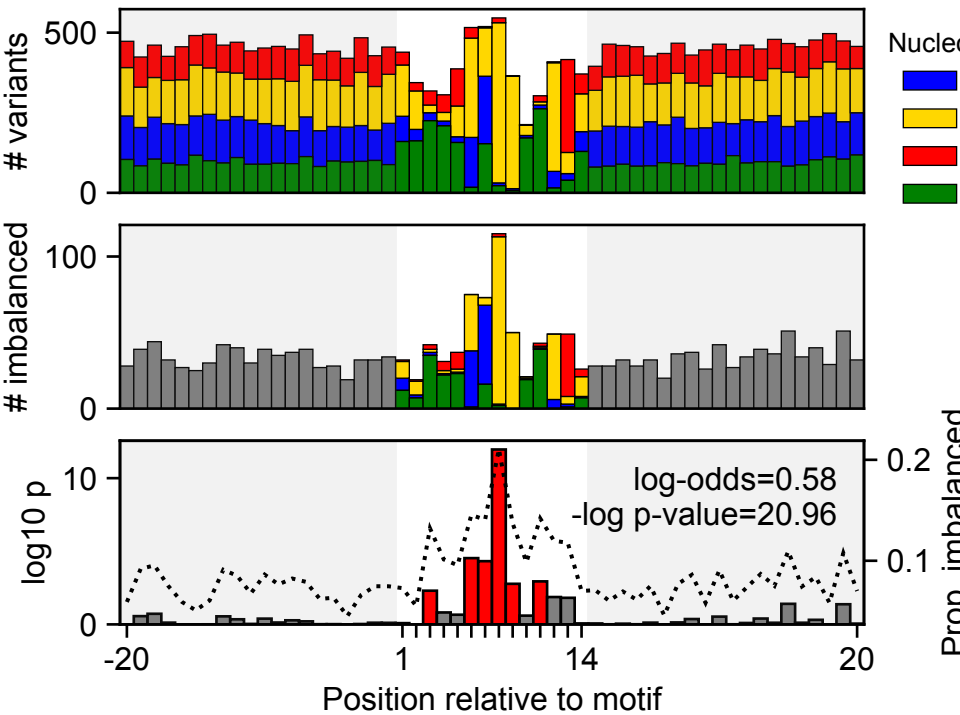 # variants
500
0
Nucleo
# imbalanced
100
0
log10 p
10
0
log-odds=0.58
-log p-value=20.96
0.2
0.1
Prop. imbalanced
-20
1
14
20
Position relative to motif